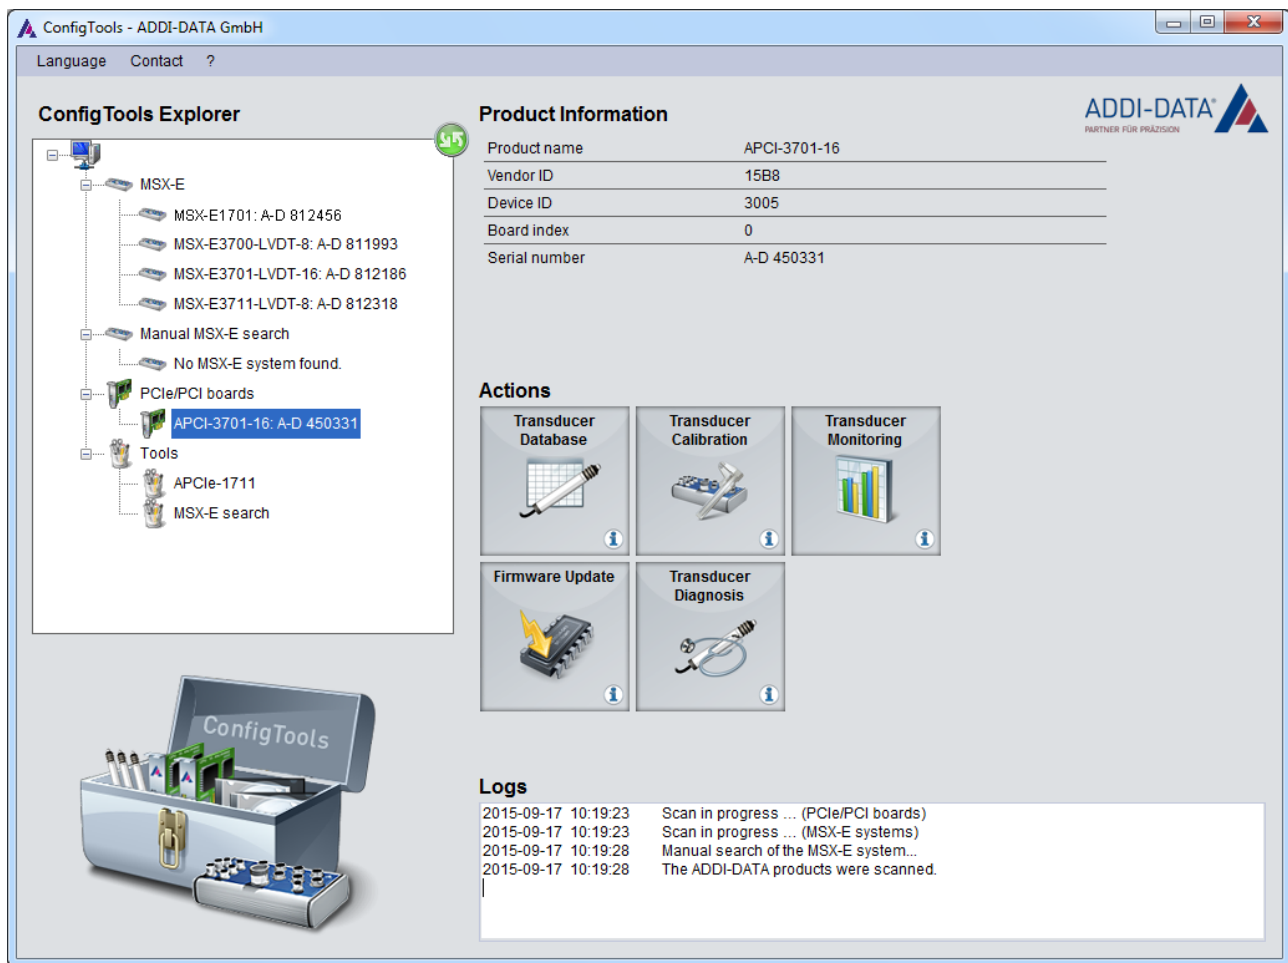 ConfigTools - ADDI-DATA GmbH
Language Contact ?
ConfigTools Explorer
MSX-E
MSX-E1701: A-D 812456
MSX-E3700-LVDT-8: A-D 811993
MSX-E3701-LVDT-16: A-D 812186
MSX-E3711-LVDT-8: A-D 812318
Manual MSX-E search
No MSX-E system found.
PCIe/PCI boards
APCI-3701-16: A-D 450331
Tools
APCIe-1711
MSX-E search
ConfigTools
Product Information
ADDI-DATA
PARTNER FÜR PRÄZISION
Product name APCI-3701-16
Vendor ID 15B8
Device ID 3005
Board index 0
Serial number A-D 450331
Actions
Transducer
Database
Transducer
Calibration
Transducer
Monitoring
Firmware Update
Transducer
Diagnosis
Logs
2015-09-17 10:19:23 Scan in progress ... (PCIe/PCI boards)
2015-09-17 10:19:23 Scan in progress ... (MSX-E systems)
2015-09-17 10:19:28 Manual search of the MSX-E system...
2015-09-17 10:19:28 The ADDI-DATA products were scanned.